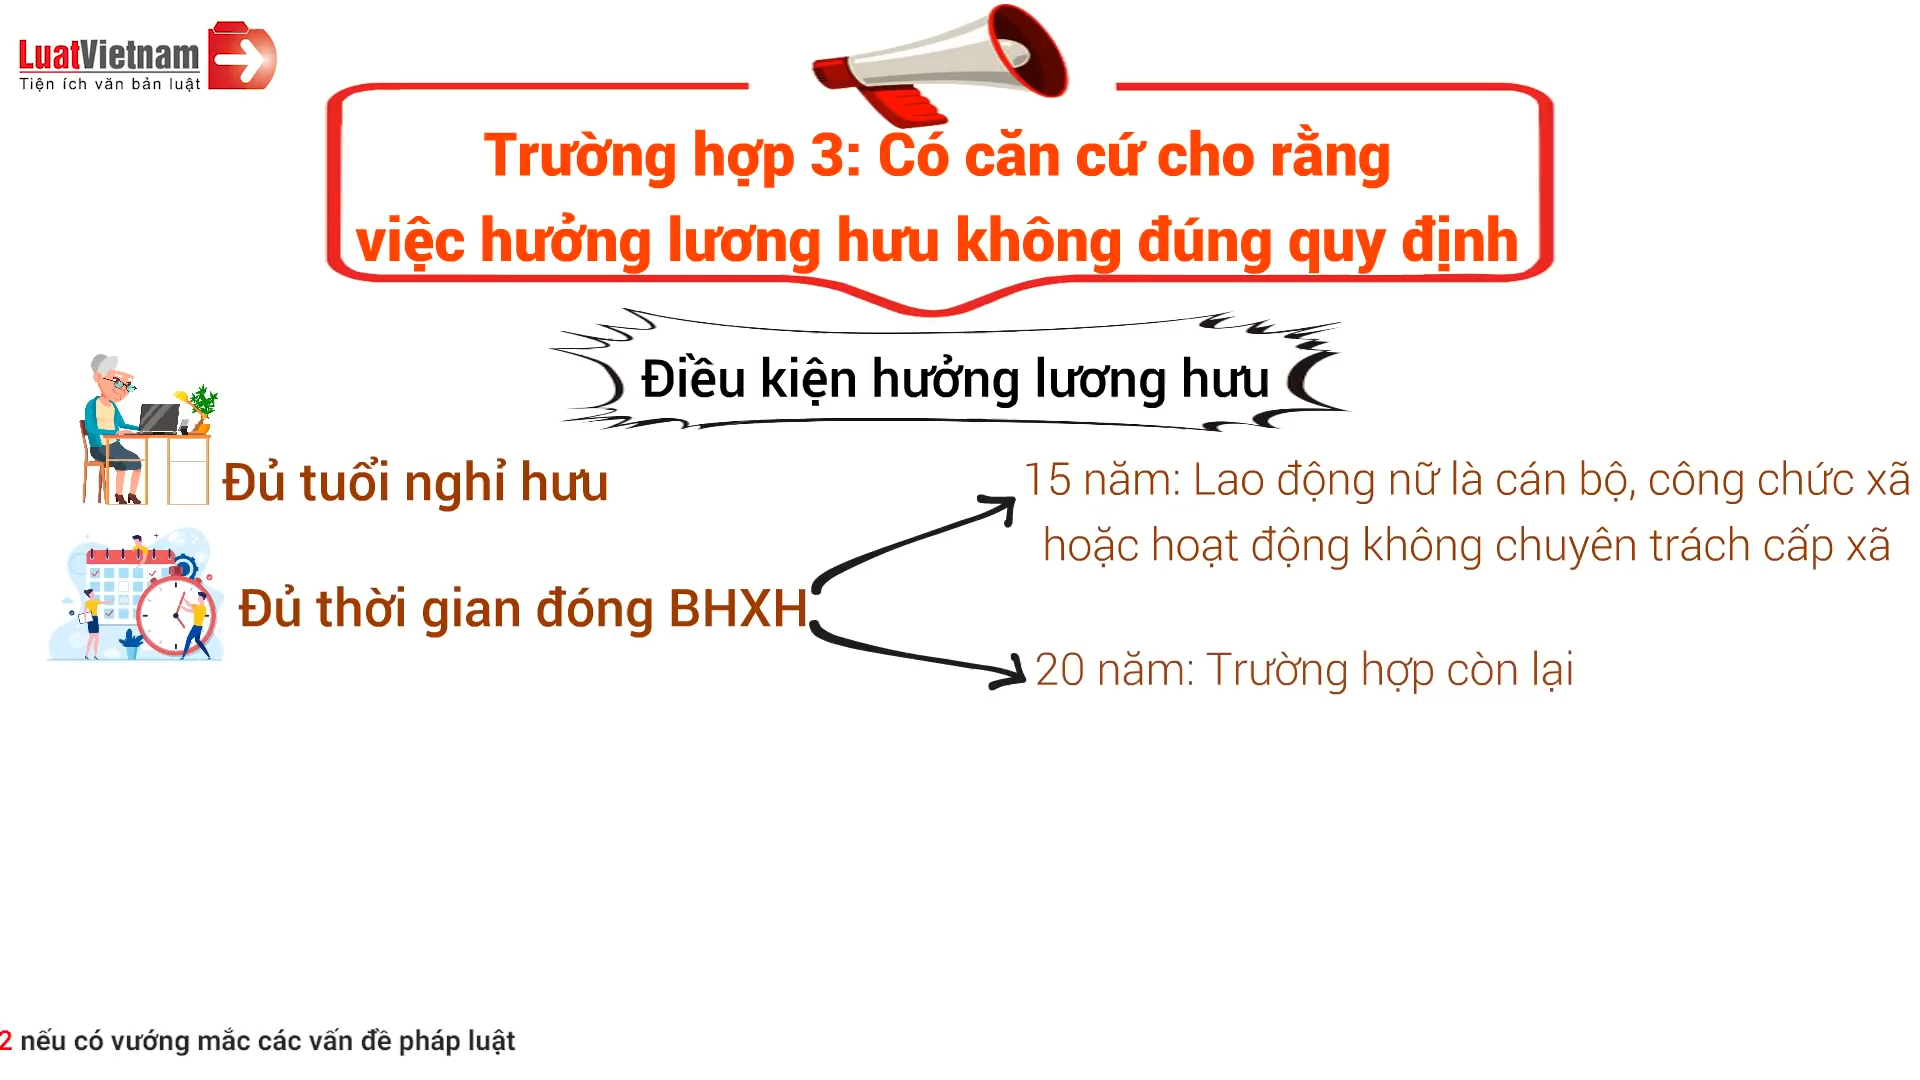 LuatVietnam
Tiện ích văn bản luật
Trường hợp 3: Có căn cứ cho rằng
việc hưởng lương hưu không đúng quy định
Điều kiện hưởng lương hưu
Đủ tuổi nghỉ hưu
15 năm: Lao động nữ là cán bộ, công chức xã
hoặc hoạt động không chuyên trách cấp xã
Đủ thời gian đóng BHXH
20 năm: Trường hợp còn lại
2 nếu có vướng mắc các vấn đề pháp luật